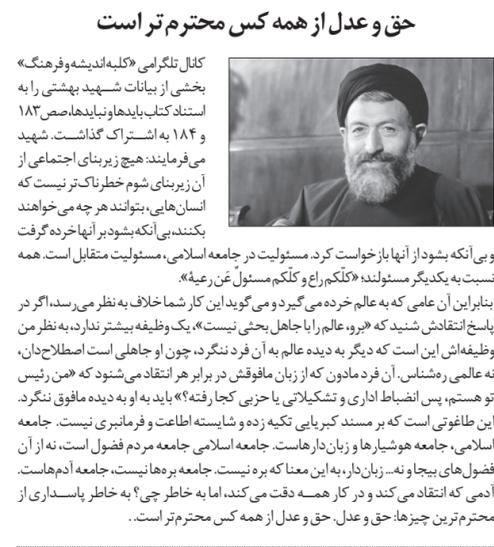 حق و عدل از همه کس محترم‌تر است
کانال تلگرامی «کلبه اندیشه و فرهنگ»
بخشی از بیانات شهید بهشتی را به
استناد کتاب بایدها و نبایدها، صص ۱۸۳
و ۱۸۴ به اشتراک گذاشت. شهید
می‌فرمایند: هیچ زیربنای اجتماعی از
آن زیربنای شوم خطرناک‌تر نیست که
انسان‌هایی، بتوانند هر چه می‌خواهند
بکنند، بی‌آنکه بشود بر آنها خرده گرفت
و بی‌آنکه بشود از آنها بازخواست کرد. مسئولیت در جامعه اسلامی، مسئولیت متقابل است. همه
نسبت به یکدیگر مسئولند؛ «کلّکم راع و کلّکم مسئولٌ عَن رعیة».
بنابراین آن عامی که به عالم خرده می‌گیرد و می‌گوید این کار شما خلاف به نظر می‌رسد، اگر در
پاسخ انتقادش شنید که «برو، عالم را با جاهل بحثی نیست»، یک وظیفه بیشتر ندارد، به نظر من
وظیفه‌اش این است که دیگر به دیده عالم به آن فرد ننگرد، چون او جاهلی است اصطلاح‌دان،
نه عالمی ره‌شناس. آن فرد مادون که از زبان مافوقش در برابر هر انتقاد می‌شنود که «من رئیس
تو هستم، پس انضباط اداری و تشکیلاتی یا حزبی کجا رفته؟» باید به او به دیده مافوق ننگرد.
این طاغوتی است که بر مسند کبریایی تکیه زده و شایسته اطاعت و فرمانبری نیست. جامعه
اسلامی، جامعه هوشیارها و زبان‌دارهاست. جامعه اسلامی جامعه مردم فضول است، نه از آن
فضول‌های بیجا و نه... زبان‌دار، به این معنا که بره نیست. جامعه بره‌ها نیست، جامعه آدم‌هاست.
آدمی که انتقاد می‌کند و در کار همه دقت می‌کند، اما به خاطر چی؟ به خاطر پاسداری از
محترم‌ترین چیزها: حق و عدل. حق و عدل از همه کس محترم‌تر است. .